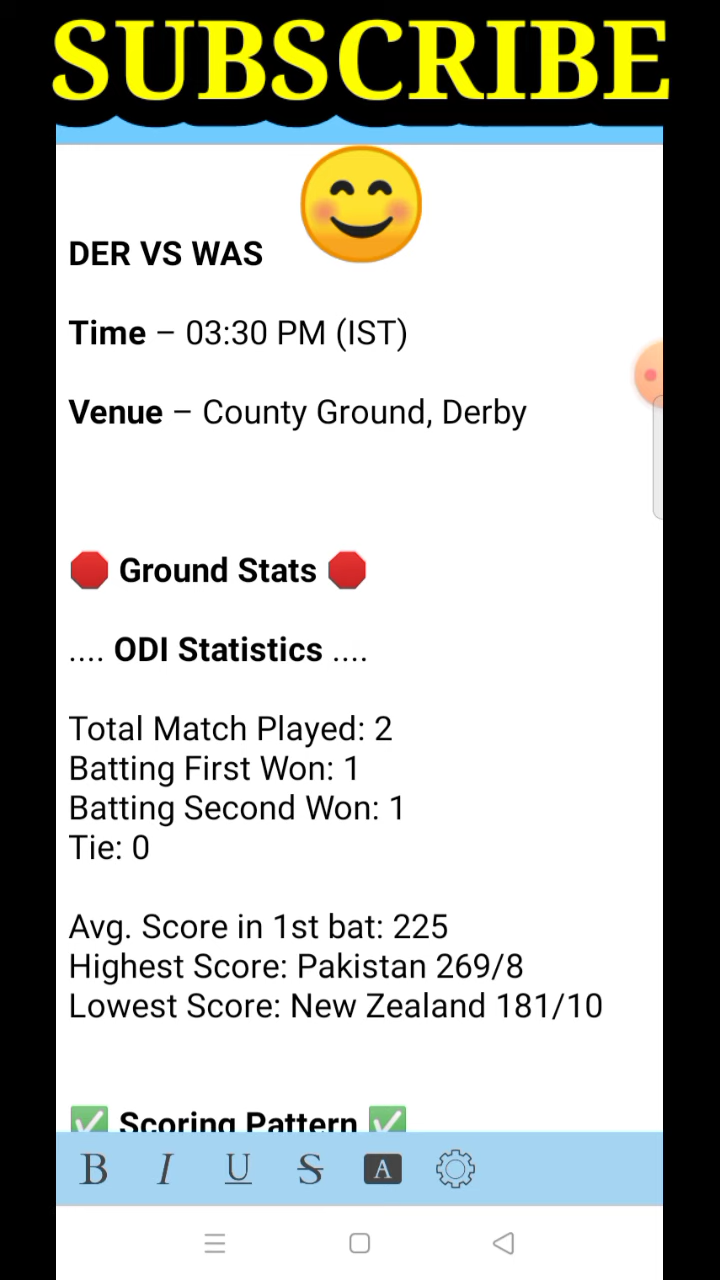 SUBSCRIBE
DER VS WAS
Time – 03:30 PM (IST)
Venue – County Ground, Derby
🛑 Ground Stats 🛑
.... ODI Statistics ....
Total Match Played: 2
Batting First Won: 1
Batting Second Won: 1
Tie: 0
Avg. Score in 1st bat: 225
Highest Score: Pakistan 269/8
Lowest Score: New Zealand 181/10
✅ Scoring Pattern ✅
B I U S A